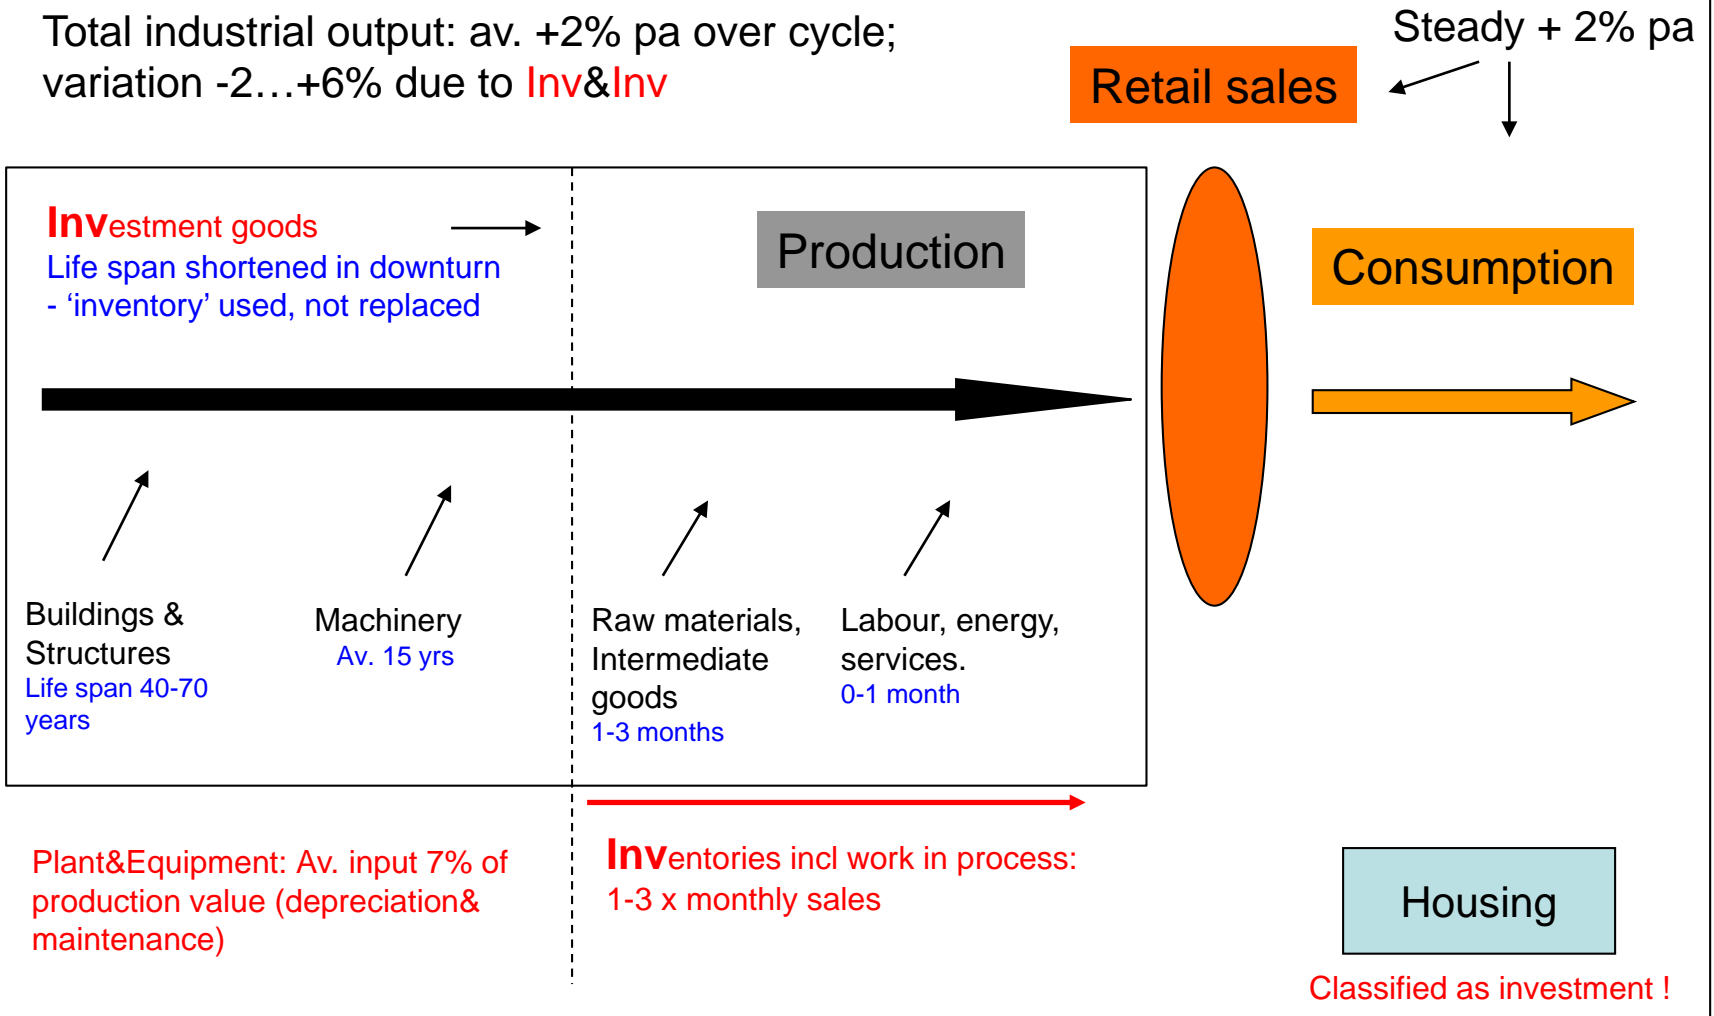 Total industrial output: av. +2% pa over cycle;
variation -2…+6% due to Inv&Inv
Steady + 2% pa
Retail sales
Investment goods
Life span shortened in downturn
- ‘inventory’ used, not replaced
Production
Consumption
Buildings &
Structures
Life span 40-70
years
Machinery
Av. 15 yrs
Raw materials,
Intermediate
goods
1-3 months
Labour, energy,
services.
0-1 month
Plant&Equipment: Av. input 7% of
production value (depreciation&
maintenance)
Inventories incl work in process:
1-3 x monthly sales
Housing
Classified as investment !